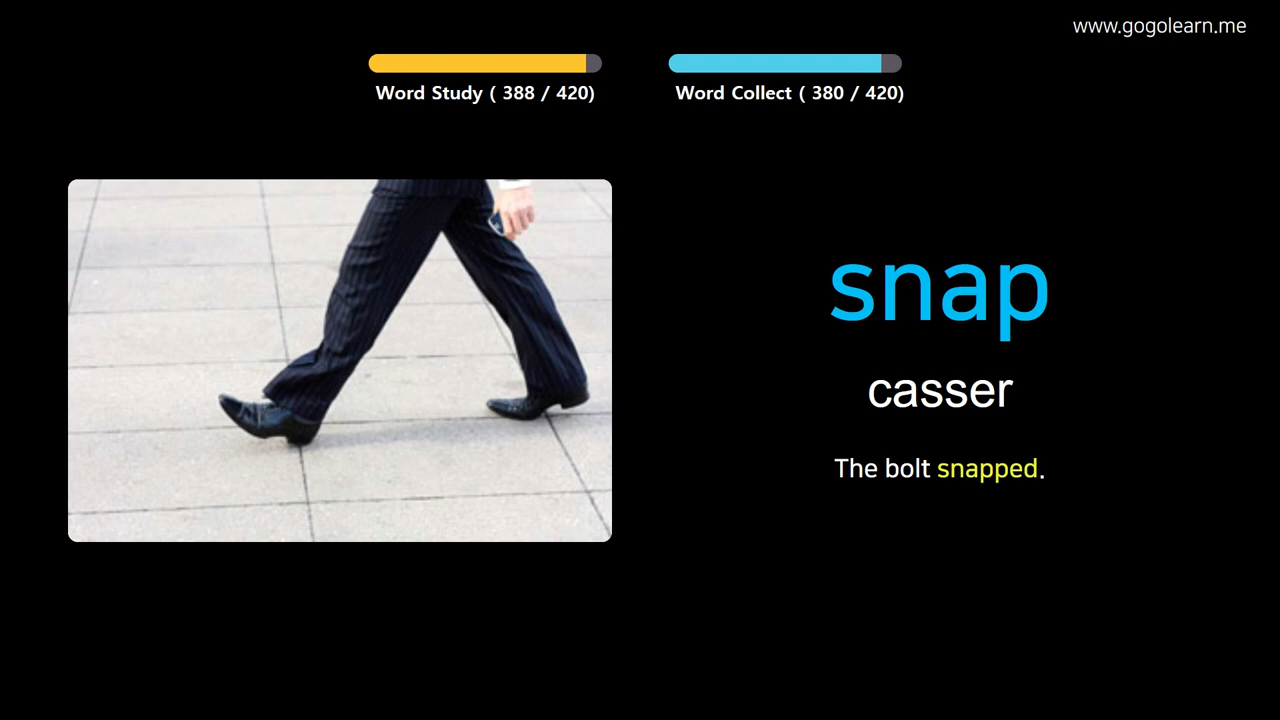 www.gogolearn.me
Word Study ( 388 / 420)
Word Collect ( 380 / 420)
snap
casser
The bolt snapped.